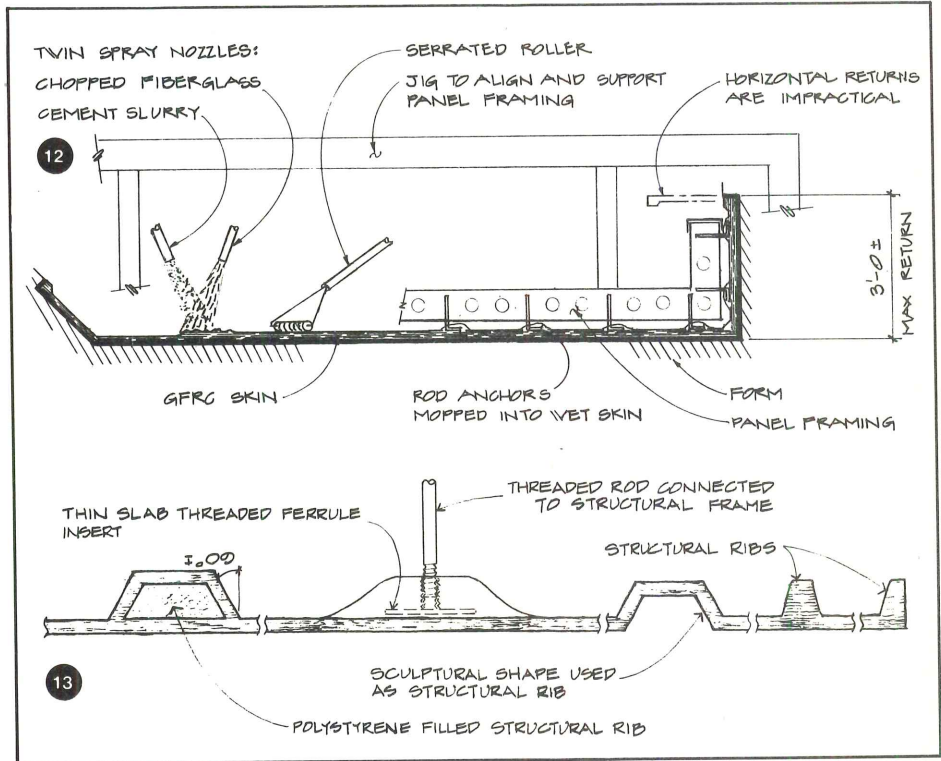 TWIN SPRAY NOZZLES:
CHOPPED FIBERGLASS
CEMENT SLURRY
SERRATED ROLLER
JIG TO ALIGN AND SUPPORT
PANEL FRAMING
HORIZONTAL RETURNS
ARE IMPRACTICAL
12
3'-0 ±
MAX RETURN
GFRC SKIN
ROD ANCHORS
MOPPED INTO WET SKIN
FORM
PANEL FRAMING
THIN SLAB THREADED FERRULE
INSERT
THREADED ROD CONNECTED
TO STRUCTURAL FRAME
STRUCTURAL RIBS
13
SCULPTURAL SHAPE USED
AS STRUCTURAL RIB
POLYSTYRENE FILLED STRUCTURAL RIB